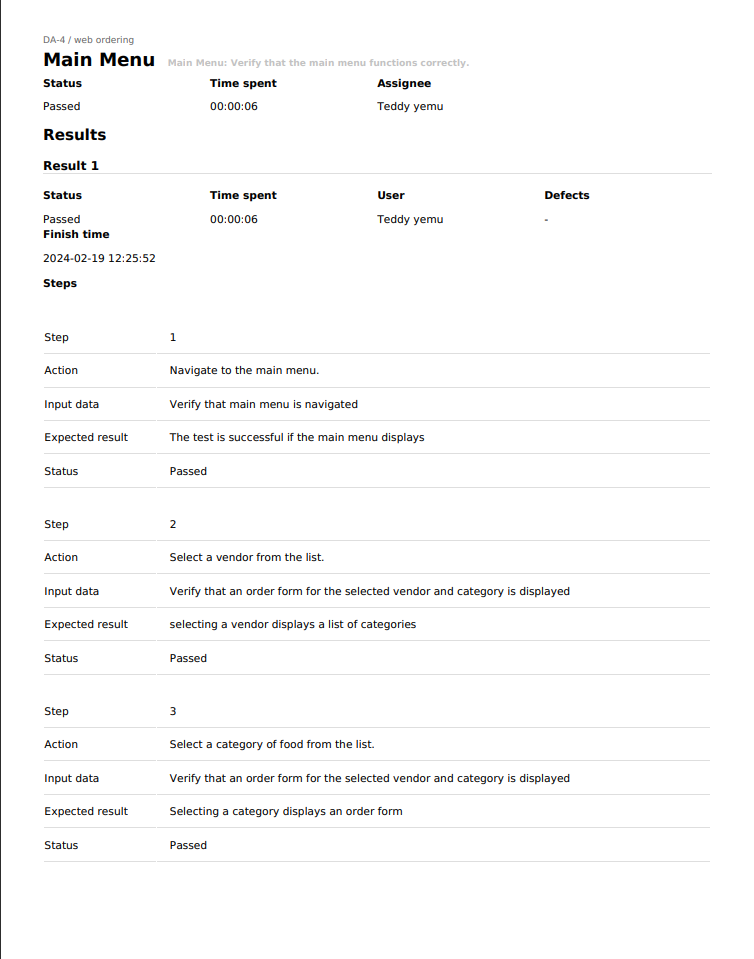 DA-4 / web ordering
Main Menu Main Menu: Verify that the main menu functions correctly.
Status Time spent Assignee
Passed 00:00:06 Teddy yemu
Results
Result 1
Status Time spent User Defects
Passed 00:00:06 Teddy yemu -
Finish time
2024-02-19 12:25:52
Steps
Step 1
Action Navigate to the main menu.
Input data Verify that main menu is navigated
Expected result The test is successful if the main menu displays
Status Passed
Step 2
Action Select a vendor from the list.
Input data Verify that an order form for the selected vendor and category is displayed
Expected result selecting a vendor displays a list of categories
Status Passed
Step 3
Action Select a category of food from the list.
Input data Verify that an order form for the selected vendor and category is displayed
Expected result Selecting a category displays an order form
Status Passed